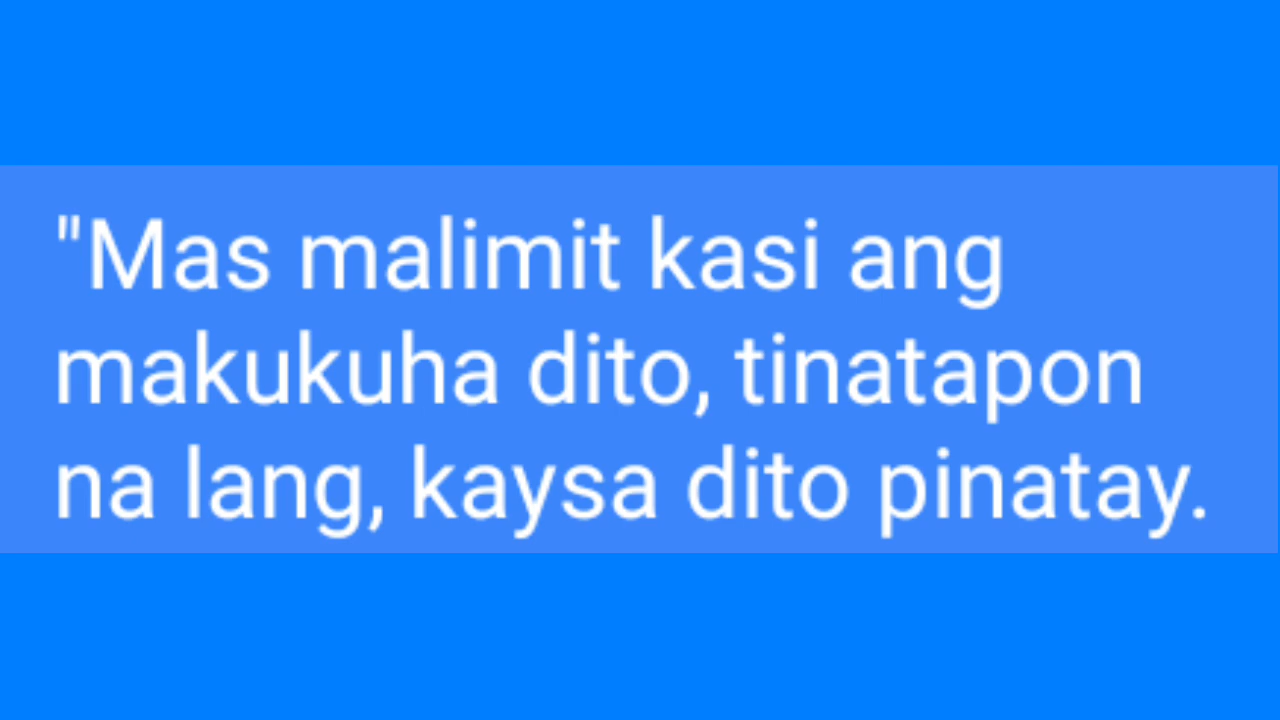 "Mas malimit kasi ang
makukuha dito, tinatapon
na lang, kaysa dito pinatay.